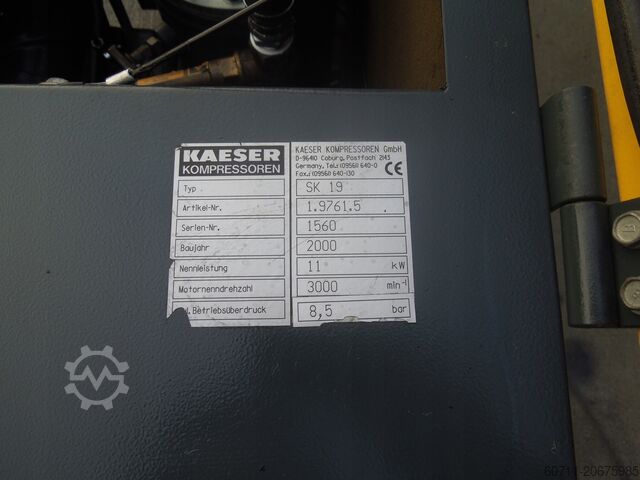 KAESER
KOMPRESSOREN
KAESER KOMPRESSOREN GmbH
D-96410 Coburg, Postfach 2143
Germany, Tel.:(09561) 640-0
Fax.:(09561) 640-130
CE
Typ SK 19
Artikel-Nr. 1.9761.5
Serien-Nr. 1560
Baujahr 2000
Nennleistung 11 kW
Motornenndrehzahl 3000 min⁻¹
Betriebsüberdruck 8,5 bar
60711-20675985